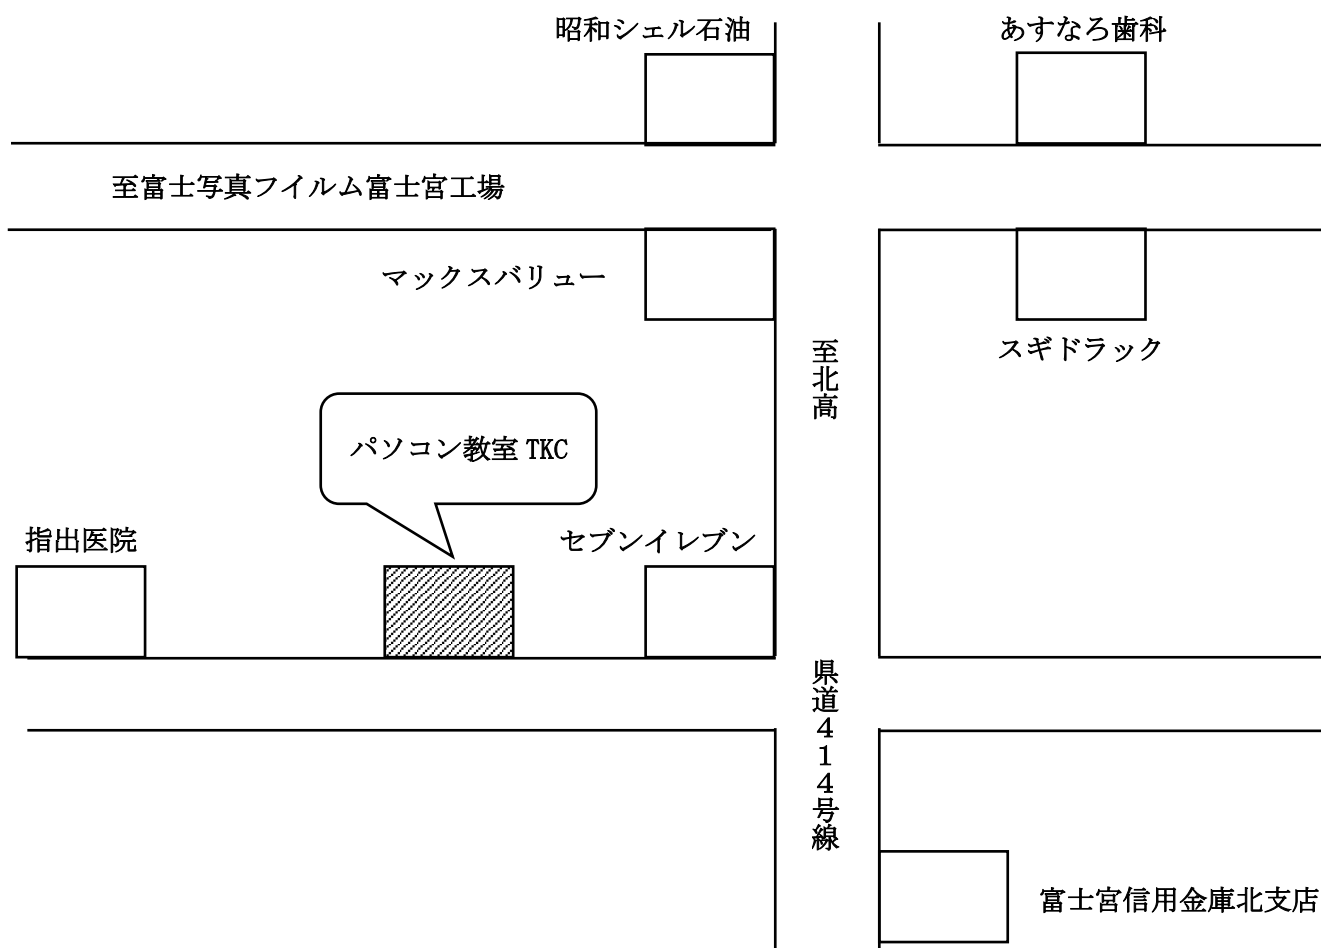 昭和シェル石油
あすなろ歯科
至富士写真フイルム富士宮工場
マックスバリュー
スギドラック
至北高
パソコン教室 TKC
指出医院
セブンイレブン
県道414号線
富士宮信用金庫北支店